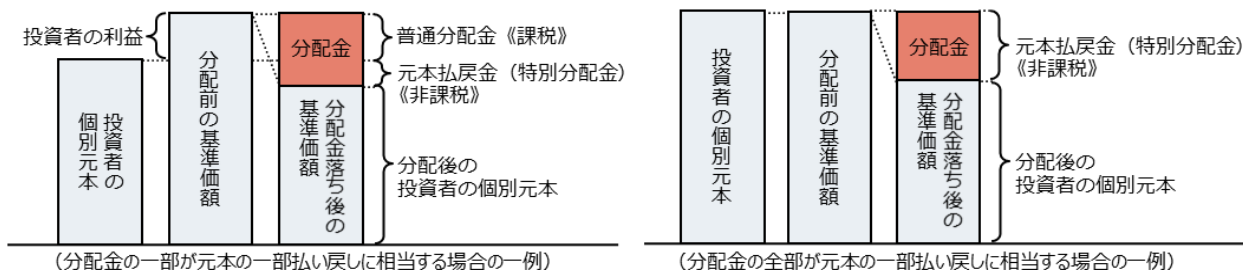 投資者の利益
投資者の
個別元本
分配前の基準価額
分配金
分配金落ち後の
基準価額
普通分配金《課税》
元本払戻金（特別分配金）
《非課税》
分配後の
投資者の個別元本
（分配金の一部が元本の一部払い戻しに相当する場合の一例）
投資者の個別元本
分配前の基準価額
分配金
分配金落ち後の
基準価額
元本払戻金（特別分配金）
《非課税》
分配後の
投資者の個別元本
（分配金の全部が元本の一部払い戻しに相当する場合の一例）